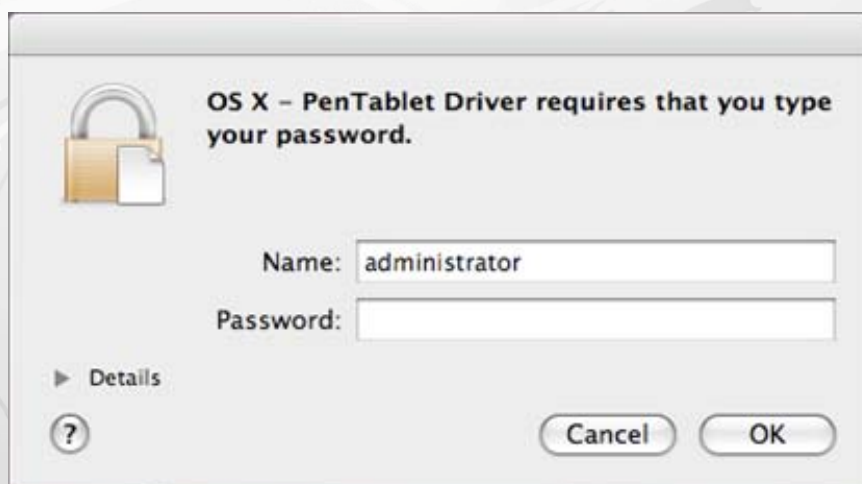 OS X – PenTablet Driver requires that you type
your password.
Name: administrator
Password:
Details
?
Cancel OK